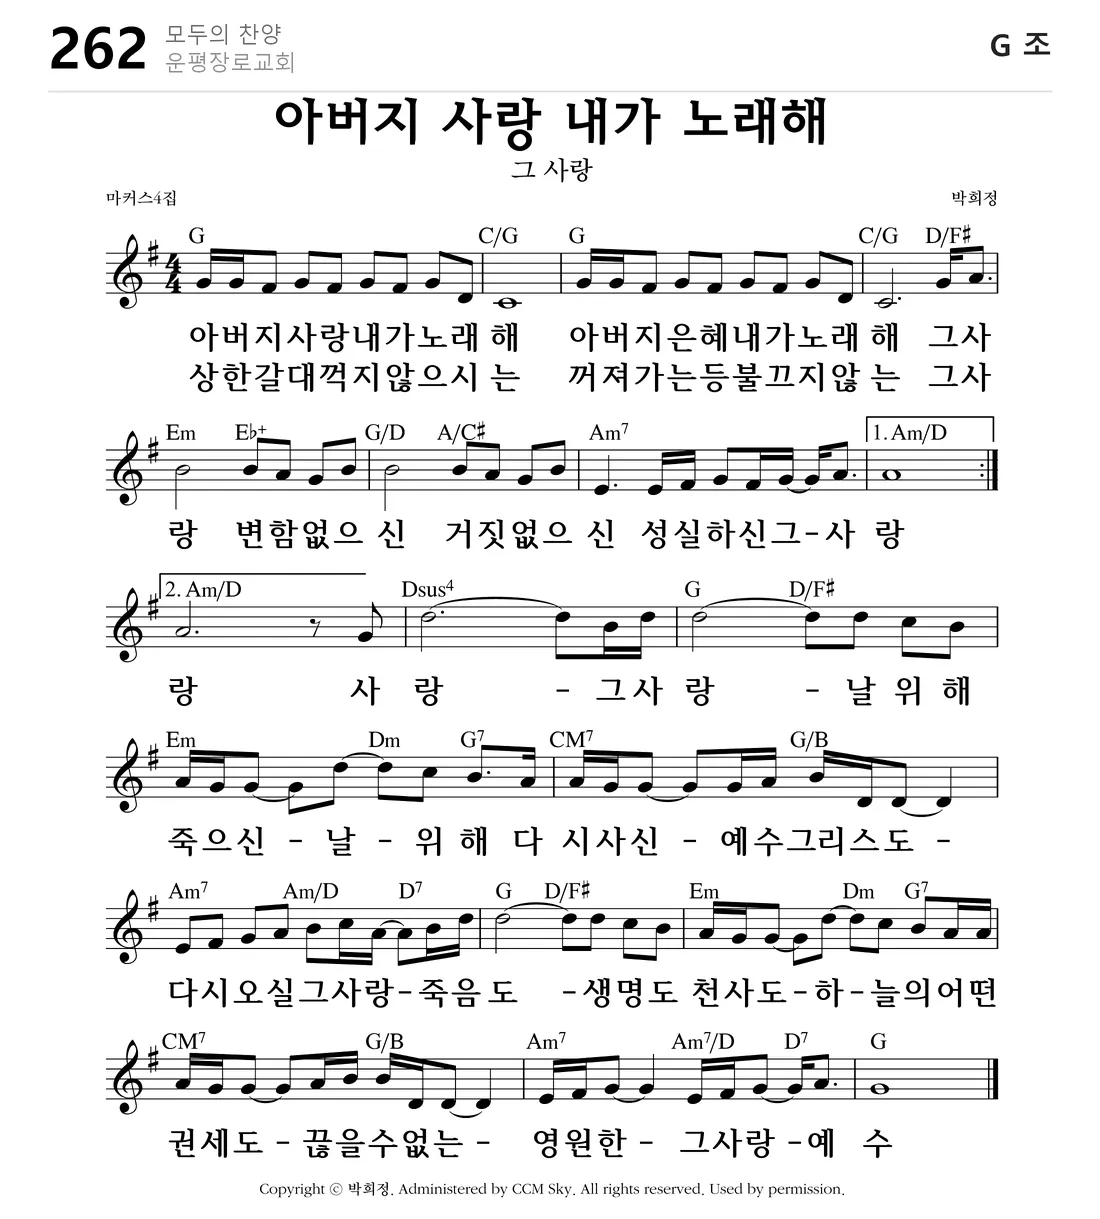 262 모두의 찬양
운평장로교회
G 조
아버지 사랑 내가 노래해
그 사랑
마커스4집 박희정
G C/G G C/G D/F♯
아버지사랑내가노래 해 아버지은혜내가노래 해 그사
상한갈대꺽지않으시 는 꺼져가는등불끄지않 는 그사
Em E♭+ G/D A/C♯ Am7 1. Am/D
랑 변함없으 신 거짓없으 신 성실하신그-사 랑
2. Am/D Dsus4 G D/F♯
랑 사 랑 - 그사 랑 - 날 위 해
Em Dm G7 CM7 G/B
죽으신 - 날 - 위 해 다 시사신 - 예수그리스도 -
Am7 Am/D D7 G D/F♯ Em Dm G7
다시오실그사랑-죽음도 -생명도 천사도-하-늘의어떤
CM7 G/B Am7 Am7/D D7 G
권세도 - 끊을수없는 - 영원한 - 그사랑 -예 수
Copyright ⓒ 박희정. Administered by CCM Sky. All rights reserved. Used by permission.